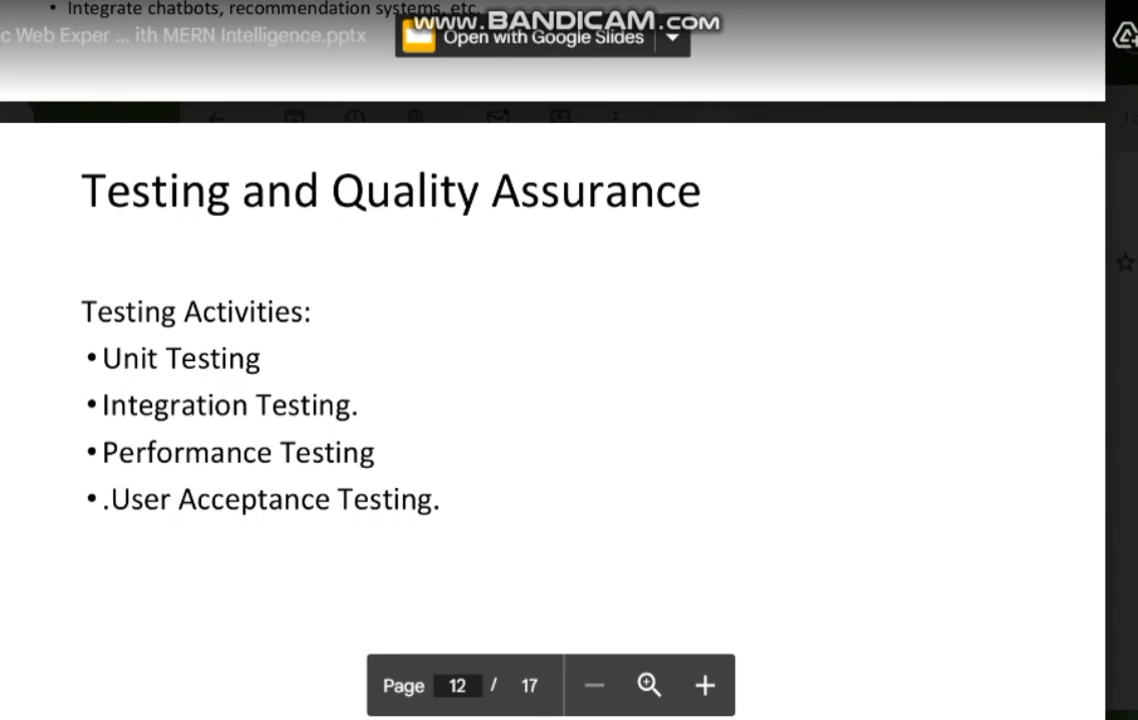 • Integrate chatbots, recommendation systems, etc.
www.BANDICAM.COM
c Web Exper ... ith MERN Intelligence.pptx
Open with Google Slides
Testing and Quality Assurance
Testing Activities:
• Unit Testing
• Integration Testing.
• Performance Testing
• .User Acceptance Testing.
Page 12 / 17